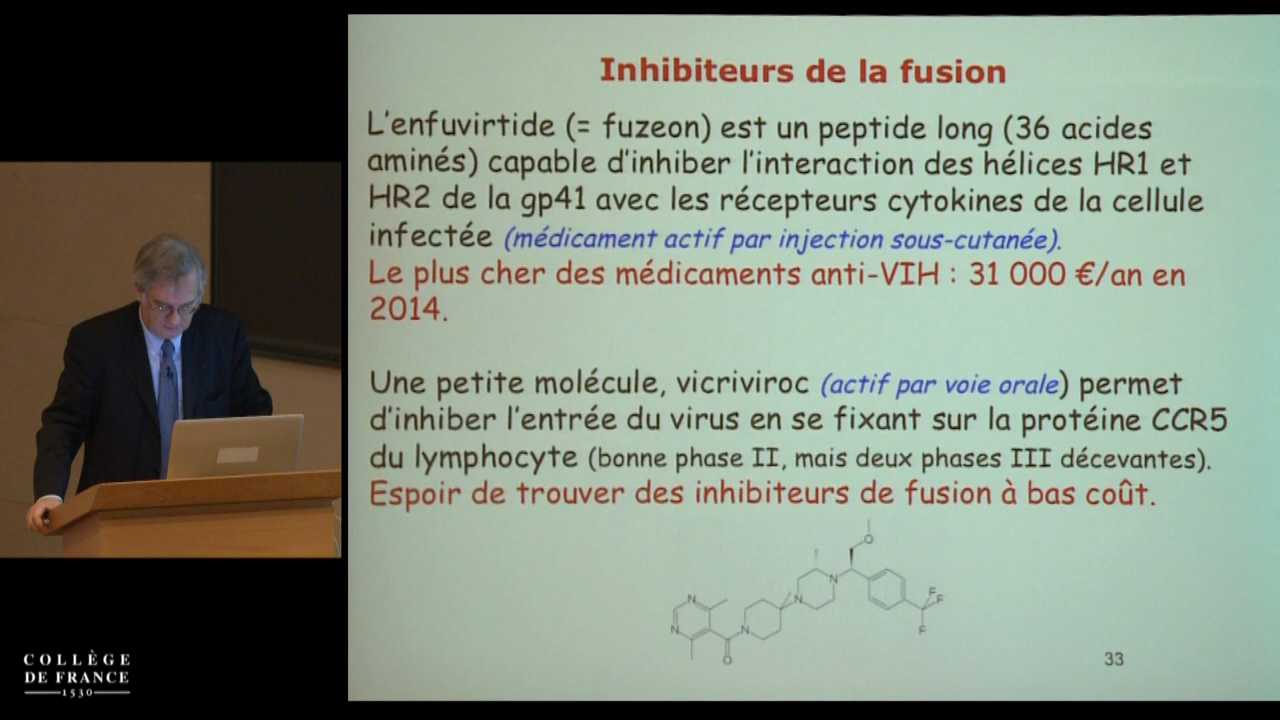 Inhibiteurs de la fusion
L'enfuvirtide (= fuzeon) est un peptide long (36 acides
aminés) capable d'inhiber l'interaction des hélices HR1 et
HR2 de la gp41 avec les récepteurs cytokines de la cellule
infectée (médicament actif par injection sous-cutanée).
Le plus cher des médicaments anti-VIH : 31 000 €/an en
2014.
Une petite molécule, vicriviroc (actif par voie orale) permet
d'inhiber l'entrée du virus en se fixant sur la protéine CCR5
du lymphocyte (bonne phase II, mais deux phases III décevantes).
Espoir de trouver des inhibiteurs de fusion à bas coût.
O
N
N
F
F
F
N
N
N
O
33
COLLÈGE
DE FRANCE
1530